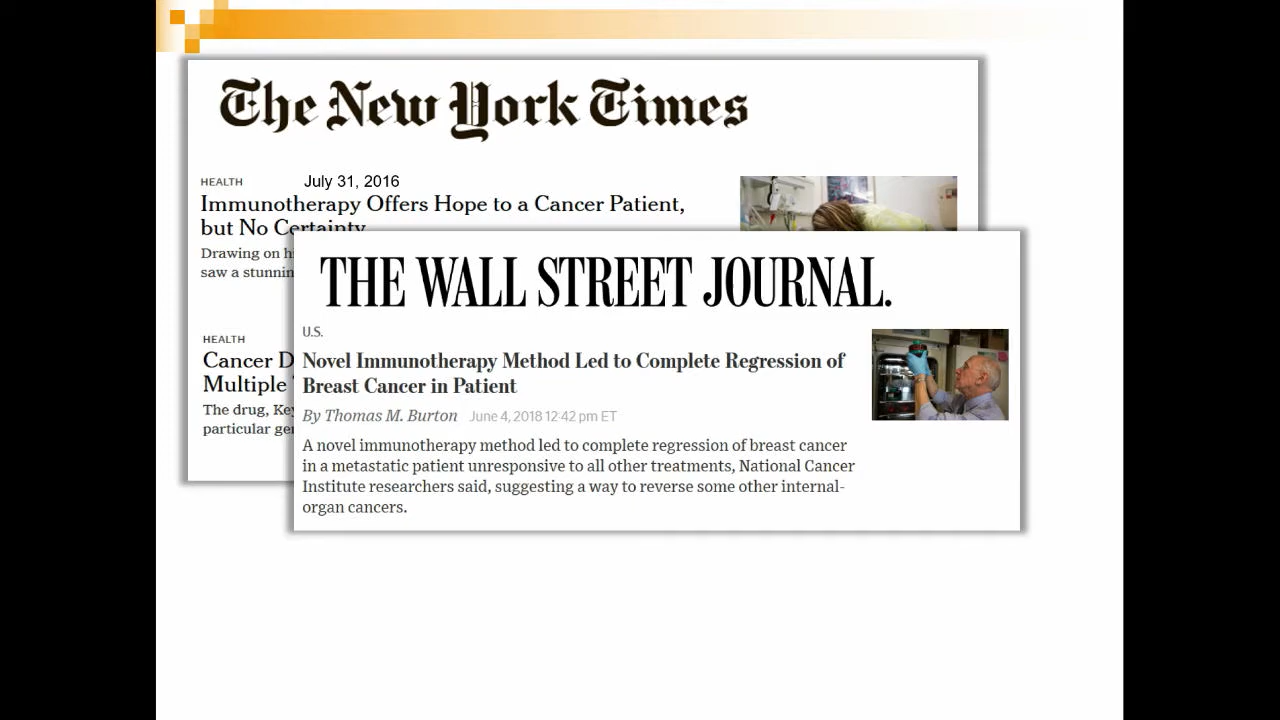 The New York Times
HEALTH
July 31, 2016
Immunotherapy Offers Hope to a Cancer Patient,
but No Certainty
Drawing on
saw a
HEALTH
Cancer
Multiple
The drug,
particular
THE WALL STREET JOURNAL.
U.S.
Novel Immunotherapy Method Led to Complete Regression of
Breast Cancer in Patient
By Thomas M. Burton June 4, 2018 12:42 pm ET
A novel immunotherapy method led to complete regression of breast cancer
in a metastatic patient unresponsive to all other treatments, National Cancer
Institute researchers said, suggesting a way to reverse some other internal-
organ cancers.